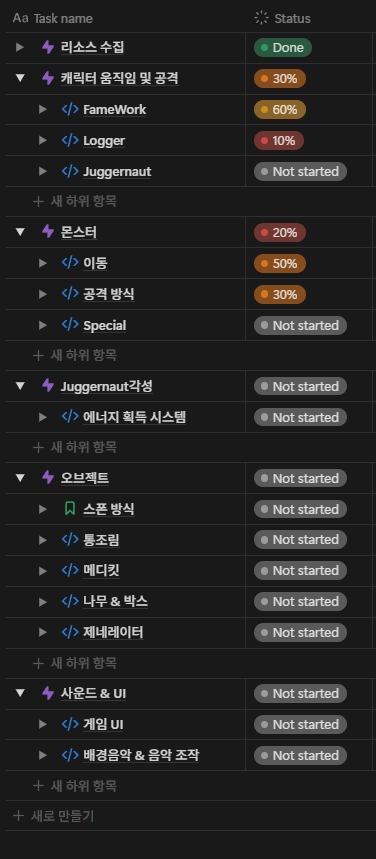 Aa Task name Status
리소스 수집 Done
캐릭터 움직임 및 공격 30%
FameWork 60%
Logger 10%
Juggernaut Not started
+ 새 하위 항목
몬스터 20%
이동 50%
공격 방식 30%
Special Not started
+ 새 하위 항목
Juggernaut각성 Not started
에너지 획득 시스템 Not started
+ 새 하위 항목
오브젝트 Not started
스폰 방식 Not started
통조림 Not started
메디킷 Not started
나무 & 박스 Not started
제네레이터 Not started
+ 새 하위 항목
사운드 & UI Not started
게임 UI Not started
배경음악 & 음악 조작 Not started
+ 새 하위 항목
+ 새로 만들기